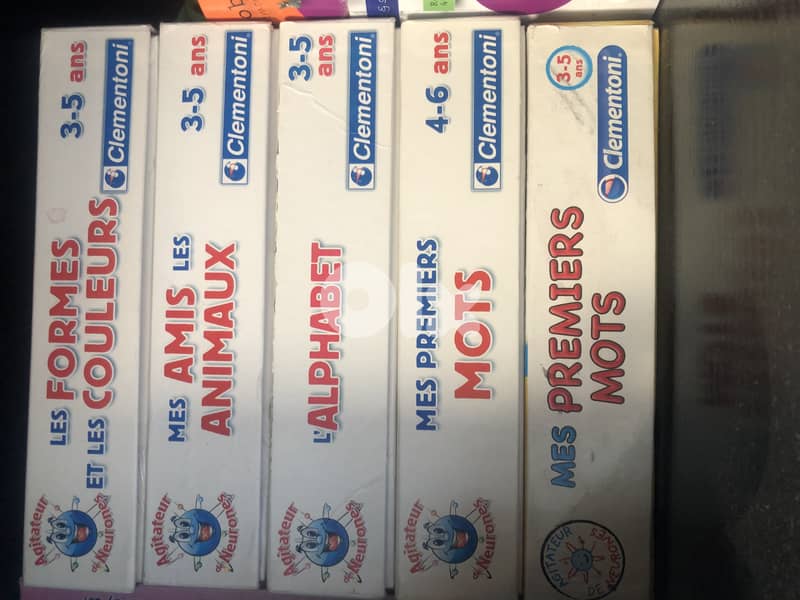 Agitateur
de Neurones
LES FORMES
ET LES COULEURS
3-5 ans
Clementoni
Agitateur
de Neurones
MES AMIS LES
ANIMAUX
3-5 ans
Clementoni
Agitateur
de Neurones
L'ALPHABET
3-5 ans
Clementoni
Agitateur
de Neurones
MES PREMIERS
MOTS
4-6 ans
Clementoni
AGITATEUR
DE NEURONES
MES PREMIERS
MOTS
3-5
ans
Clementoni